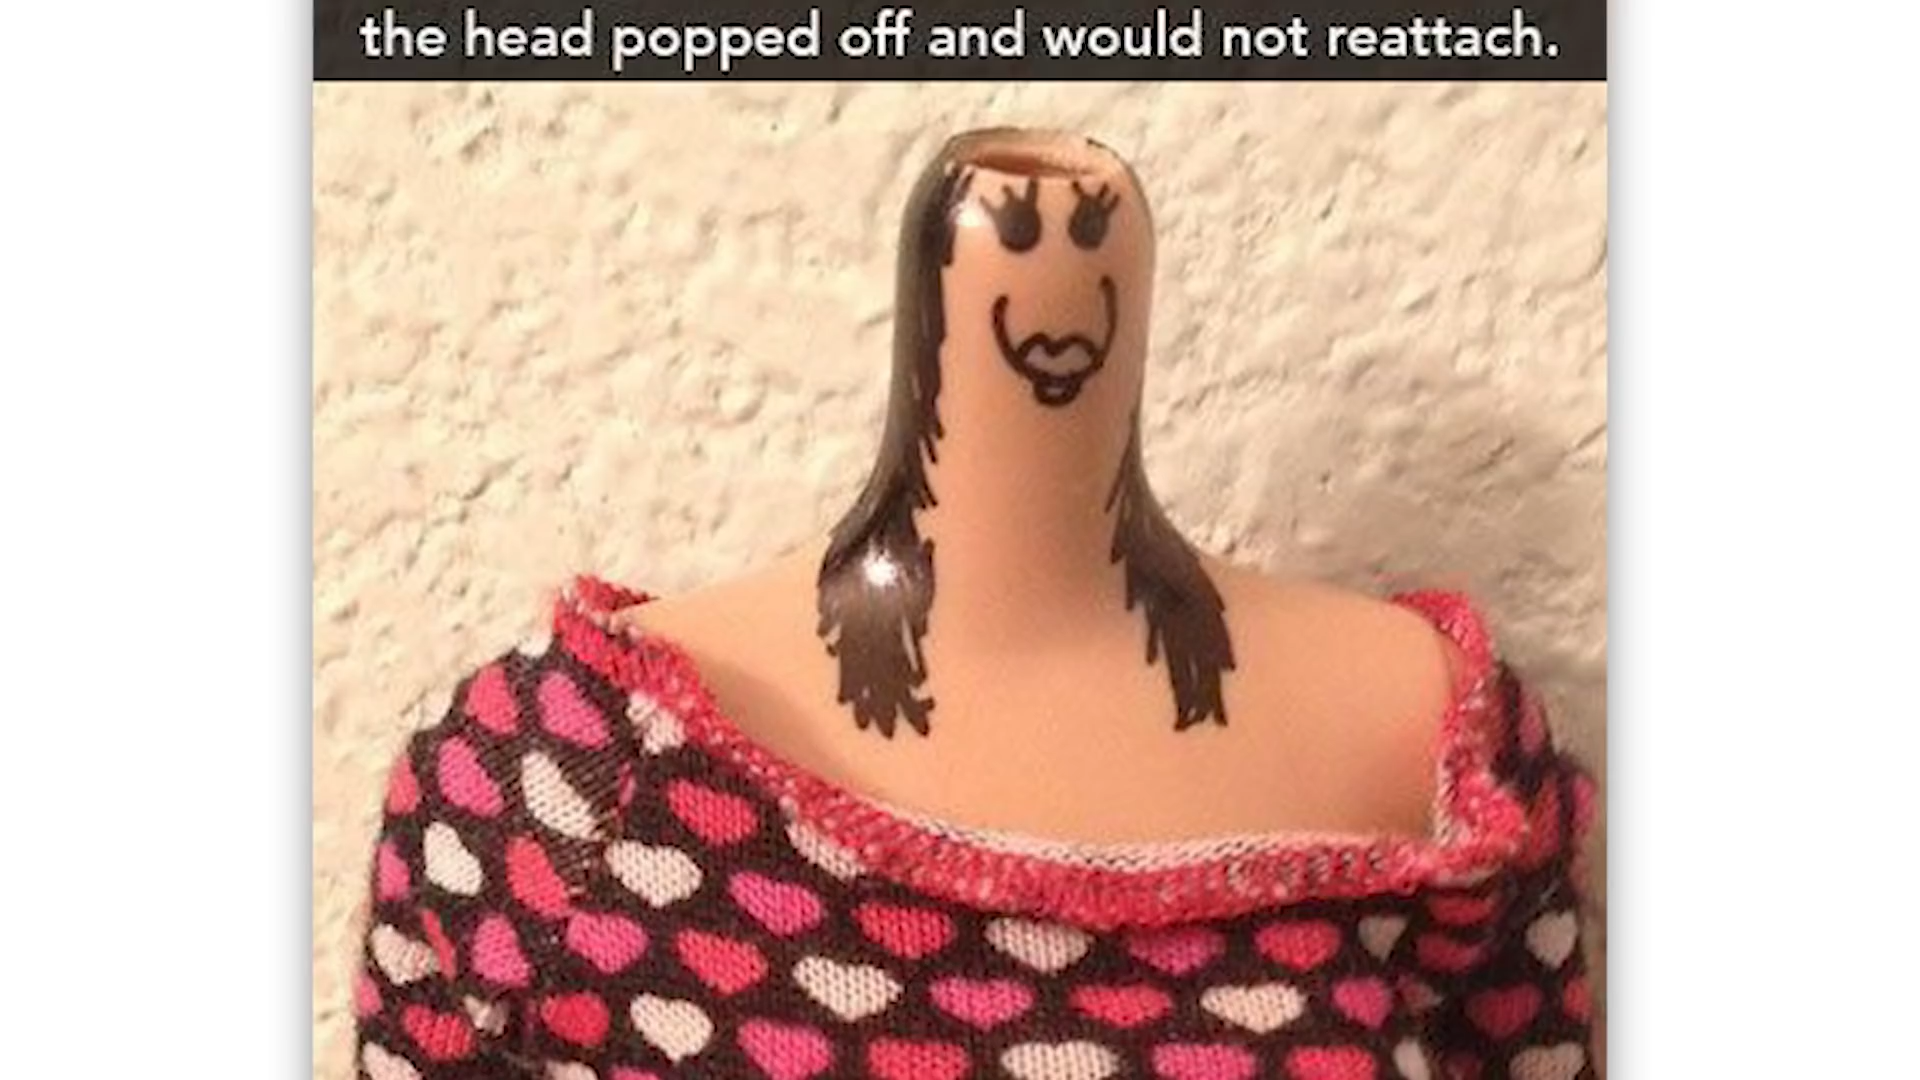 the head popped off and would not reattach.